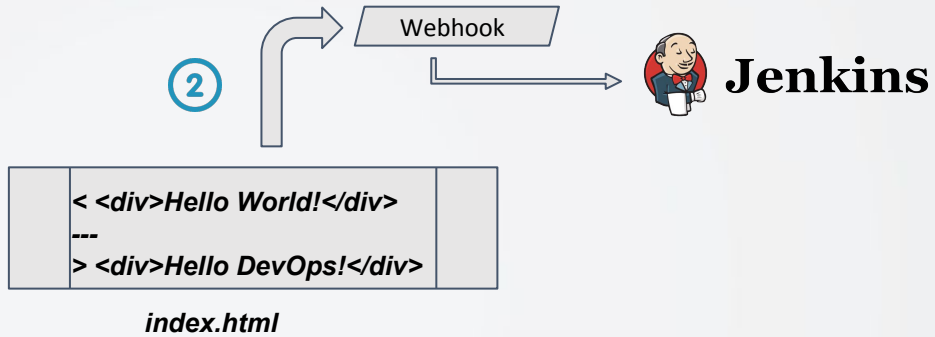 Webhook
Jenkins
2
< <div>Hello World!</div>
---
> <div>Hello DevOps!</div>
index.html